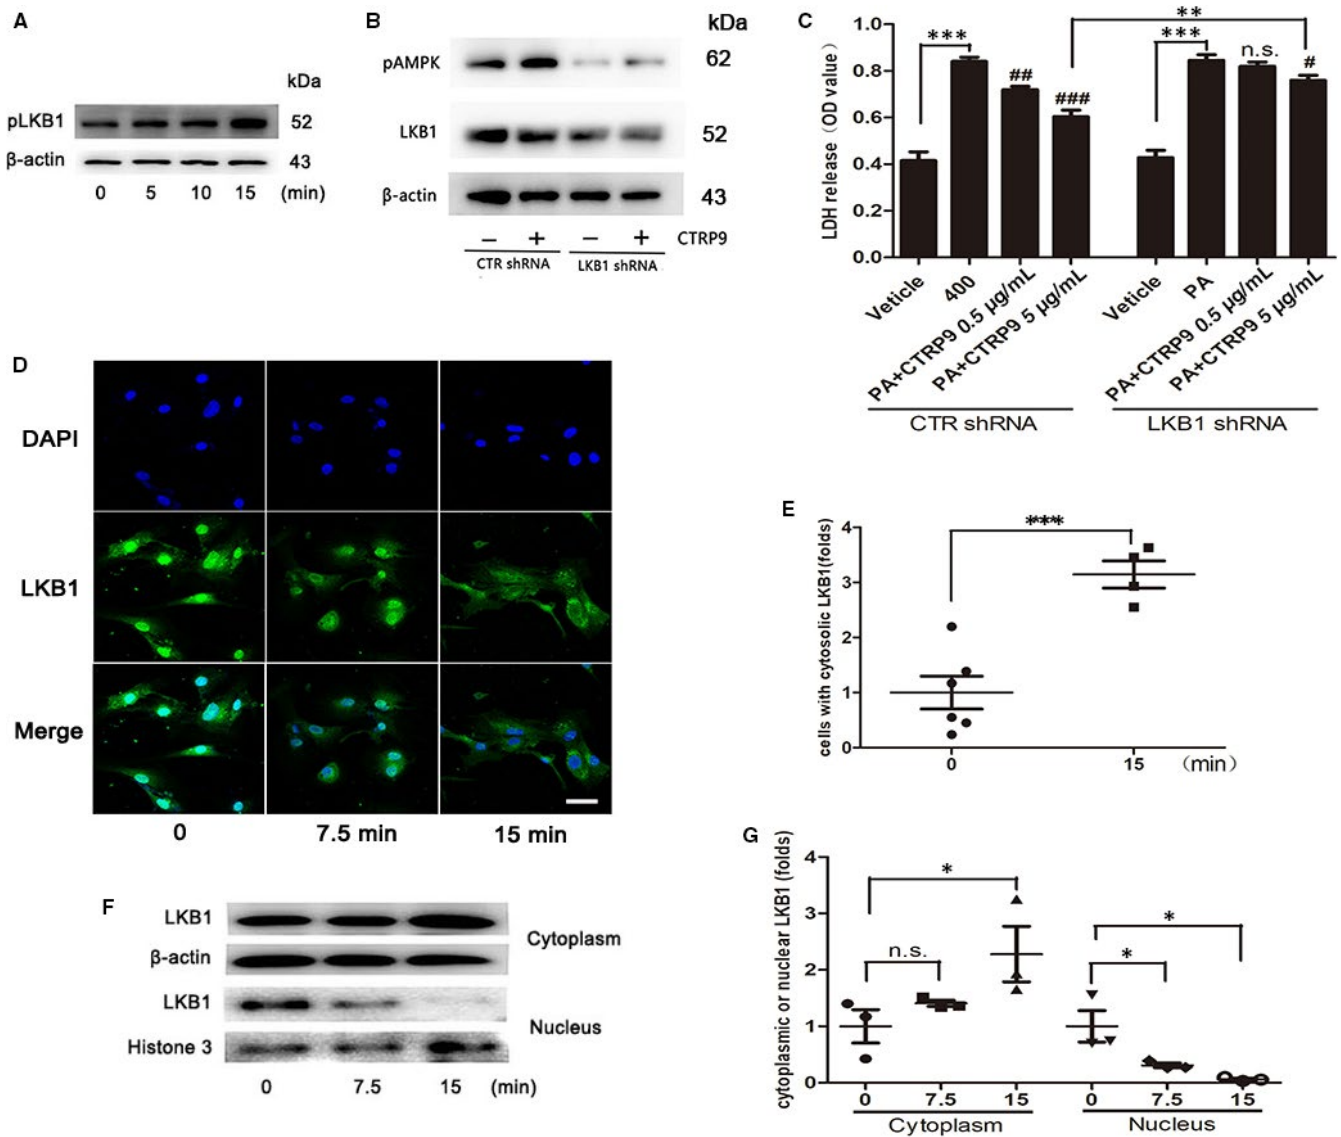 A
kDa
pLKB1
52
β-actin
43
0 5 10 15 (min)
B
kDa
pAMPK
62
LKB1
52
β-actin
43
– + – + CTRP9
CTR shRNA LKB1 shRNA
C
LDH release (OD value)
1.0
0.8
0.6
0.4
0.2
0.0
*** ## ### ** *** n.s. #
Veticle 400 PA+CTRP9 0.5 µg/mL PA+CTRP9 5 µg/mL Veticle PA PA+CTRP9 0.5 µg/mL PA+CTRP9 5 µg/mL
CTR shRNA LKB1 shRNA
D
DAPI
LKB1
Merge
0 7.5 min 15 min
E
cells with cytosolic LKB1(folds)
4
3
2
1
0
***
0 15 (min)
F
LKB1
Cytoplasm
β-actin
LKB1
Nucleus
Histone 3
0 7.5 15 (min)
G
cytoplasmic or nuclear LKB1 (folds)
4
3
2
1
0
n.s. * * *
0 7.5 15 0 7.5 15
Cytoplasm Nucleus